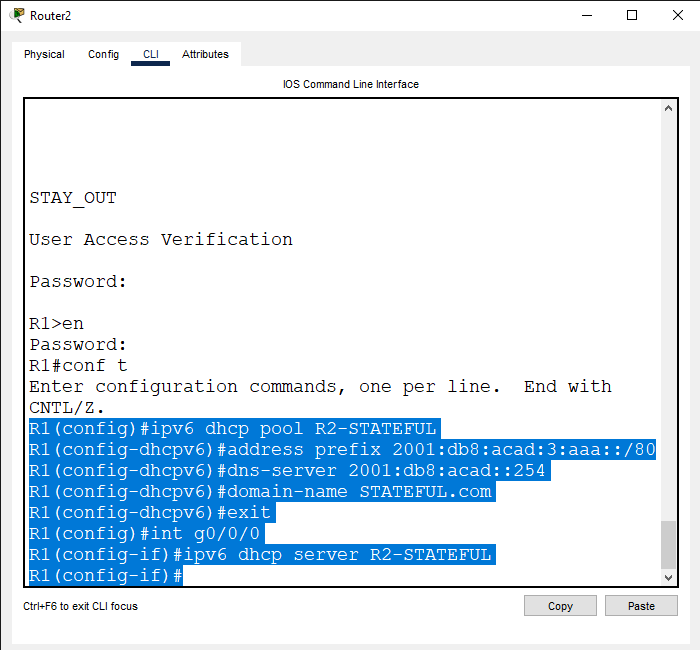 Router2
Physical Config CLI Attributes
IOS Command Line Interface
STAY_OUT
User Access Verification
Password:
R1>en
Password:
R1#conf t
Enter configuration commands, one per line.  End with
CNTL/Z.
R1(config)#ipv6 dhcp pool R2-STATEFUL
R1(config-dhcpv6)#address prefix 2001:db8:acad:3:aaa::/80
R1(config-dhcpv6)#dns-server 2001:db8:acad::254
R1(config-dhcpv6)#domain-name STATEFUL.com
R1(config-dhcpv6)#exit
R1(config)#int g0/0/0
R1(config-if)#ipv6 dhcp server R2-STATEFUL
R1(config-if)#
Ctrl+F6 to exit CLI focus
Copy Paste